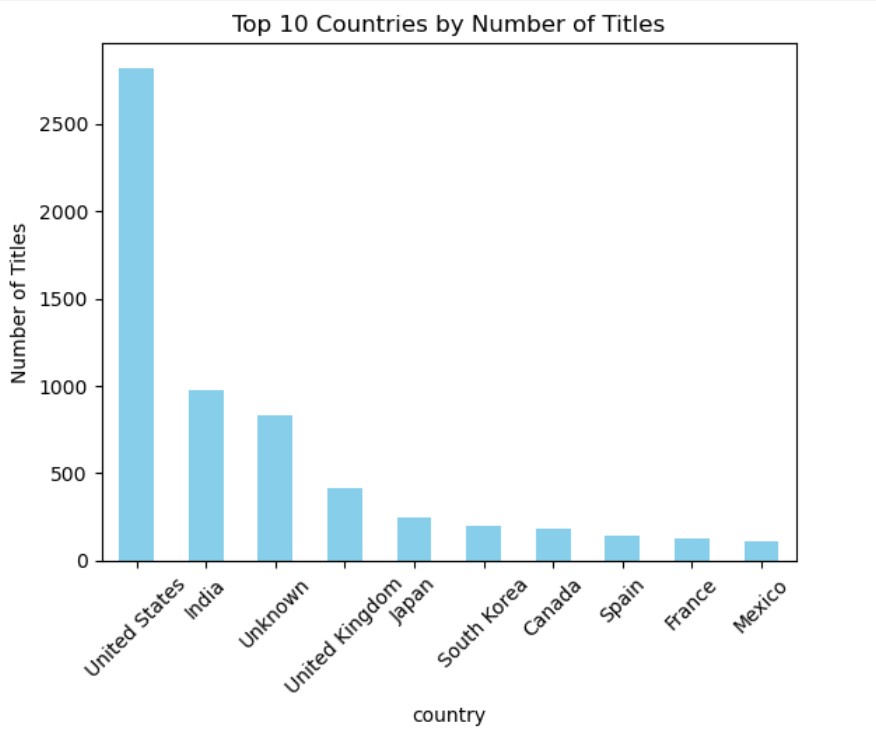 Top 10 Countries by Number of Titles
Number of Titles
2500
2000
1500
1000
500
0
United States
India
Unknown
United Kingdom
Japan
South Korea
Canada
Spain
France
Mexico
country